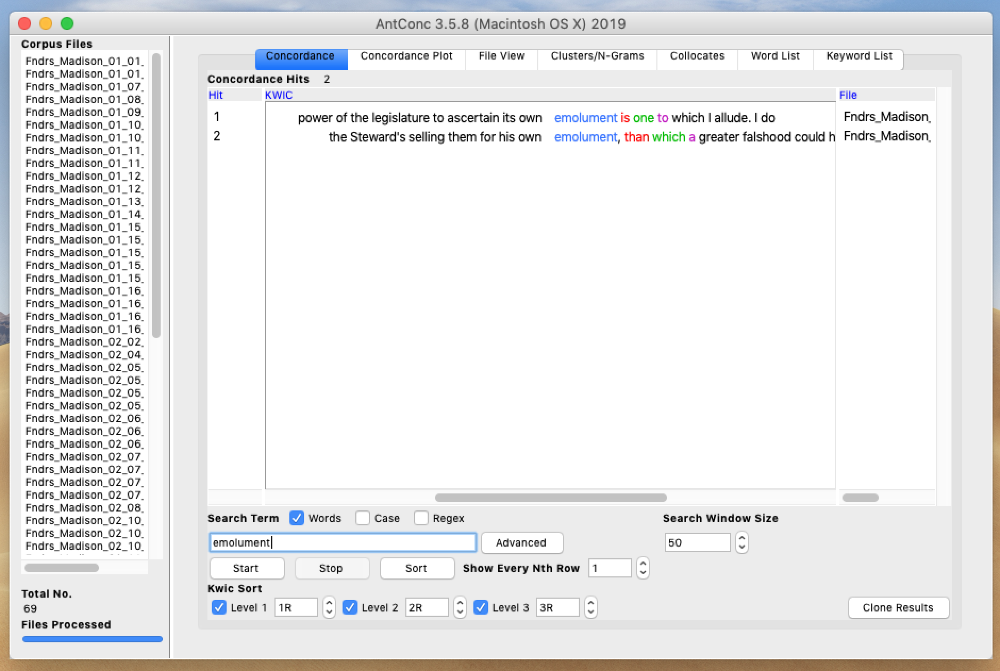 AntConc 3.5.8 (Macintosh OS X) 2019
Corpus Files
Fndrs_Madison_01_01_
Fndrs_Madison_01_01_
Fndrs_Madison_01_07_
Fndrs_Madison_01_08_
Fndrs_Madison_01_09_
Fndrs_Madison_01_10_
Fndrs_Madison_01_10_
Fndrs_Madison_01_11_
Fndrs_Madison_01_11_
Fndrs_Madison_01_12_
Fndrs_Madison_01_12_
Fndrs_Madison_01_13_
Fndrs_Madison_01_14_
Fndrs_Madison_01_15_
Fndrs_Madison_01_15_
Fndrs_Madison_01_15_
Fndrs_Madison_01_15_
Fndrs_Madison_01_15_
Fndrs_Madison_01_16_
Fndrs_Madison_01_16_
Fndrs_Madison_01_16_
Fndrs_Madison_01_16_
Fndrs_Madison_02_02_
Fndrs_Madison_02_04_
Fndrs_Madison_02_05_
Fndrs_Madison_02_05_
Fndrs_Madison_02_05_
Fndrs_Madison_02_05_
Fndrs_Madison_02_06_
Fndrs_Madison_02_06_
Fndrs_Madison_02_06_
Fndrs_Madison_02_07_
Fndrs_Madison_02_07_
Fndrs_Madison_02_07_
Fndrs_Madison_02_07_
Fndrs_Madison_02_08_
Fndrs_Madison_02_10_
Fndrs_Madison_02_10_
Fndrs_Madison_02_10_
Total No.
69
Files Processed
Concordance Concordance Plot File View Clusters/N-Grams Collocates Word List Keyword List
Concordance Hits 2
Hit KWIC File
1 power of the legislature to ascertain its own emolument is one to which I allude. I do Fndrs_Madison_
2 the Steward's selling them for his own emolument, than which a greater falshood could h Fndrs_Madison_
Search Term Words Case Regex Search Window Size
emolument Advanced 50
Start Stop Sort Show Every Nth Row 1
Kwic Sort
Level 1 1R Level 2 2R Level 3 3R Clone Results